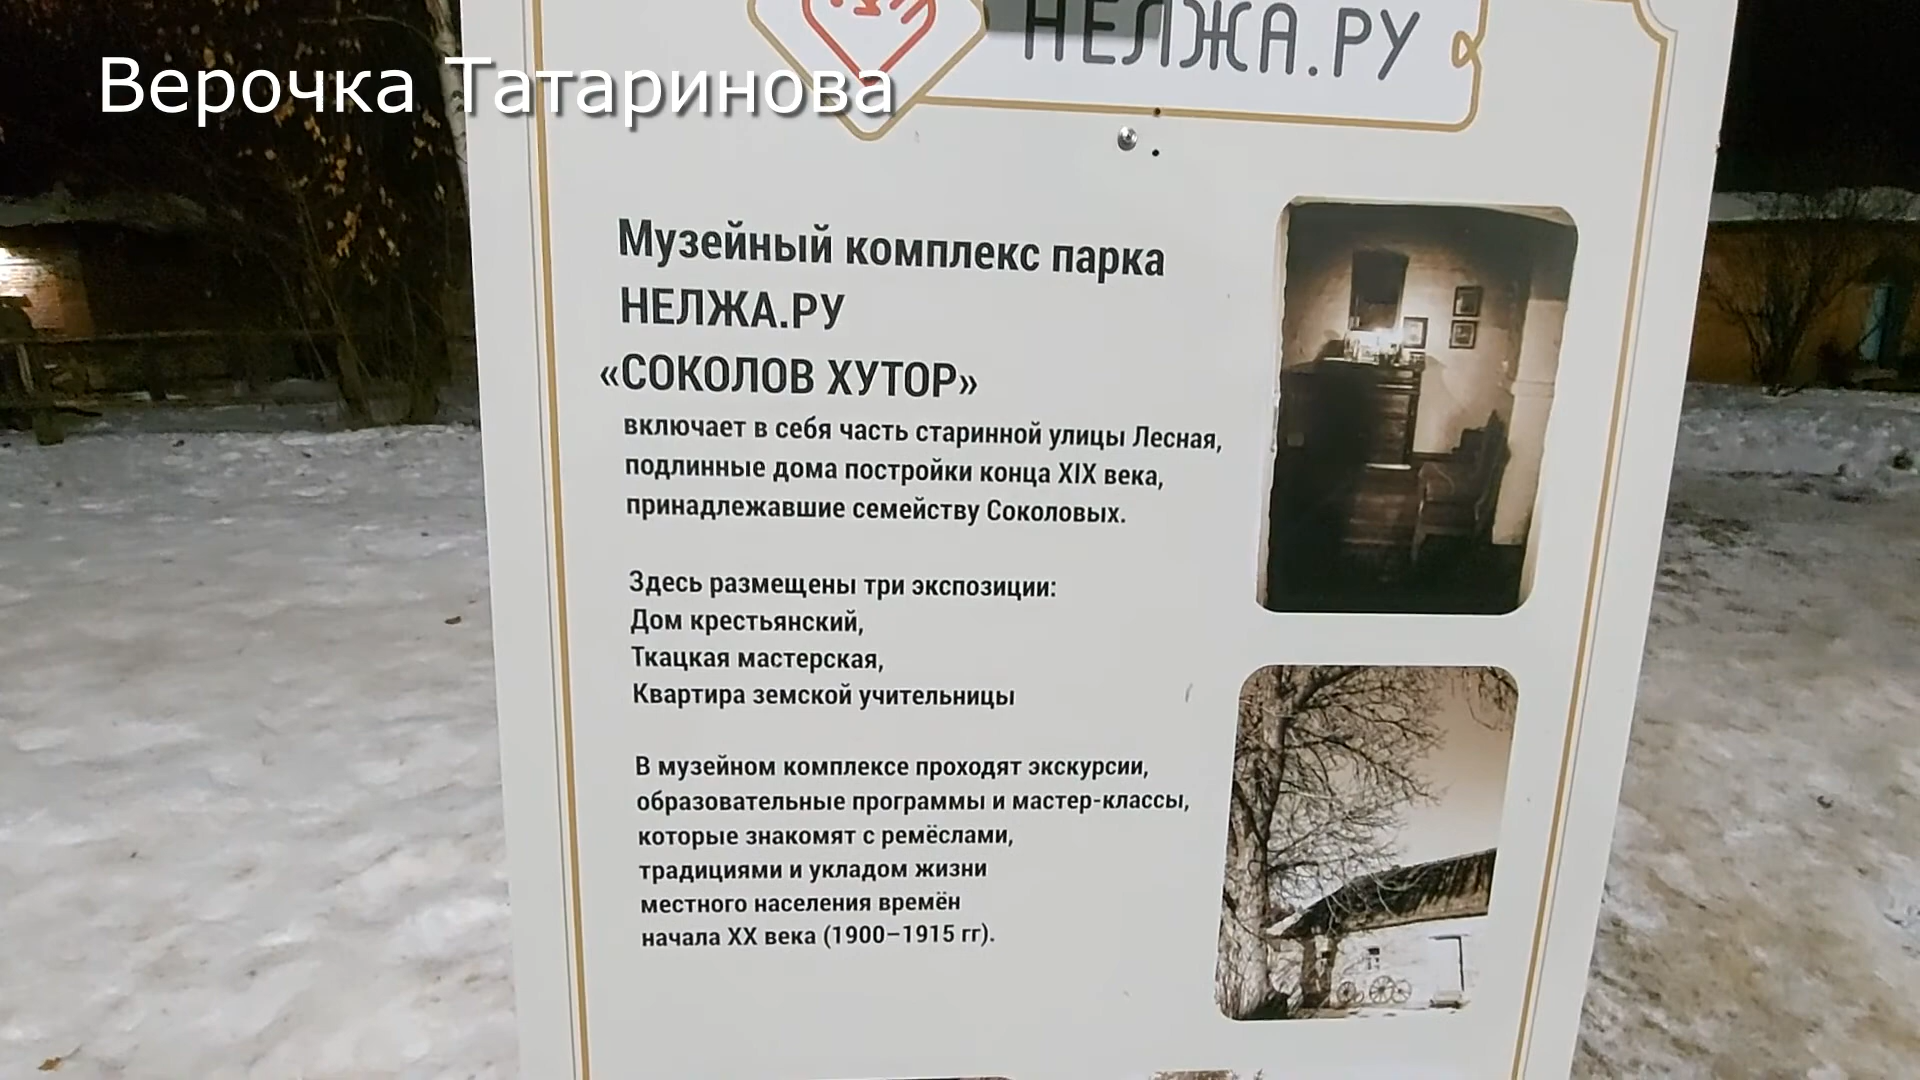 НЕЛЖА.РУ
Верочка Татаринова
Музейный комплекс парка
НЕЛЖА.РУ
«СОКОЛОВ ХУТОР»
включает в себя часть старинной улицы Лесная,
подлинные дома постройки конца XIX века,
принадлежавшие семейству Соколовых.
Здесь размещены три экспозиции:
Дом крестьянский,
Ткацкая мастерская,
Квартира земской учительницы
В музейном комплексе проходят экскурсии,
образовательные программы и мастер-классы,
которые знакомят с ремёслами,
традициями и укладом жизни
местного населения времён
начала XX века (1900–1915 гг).